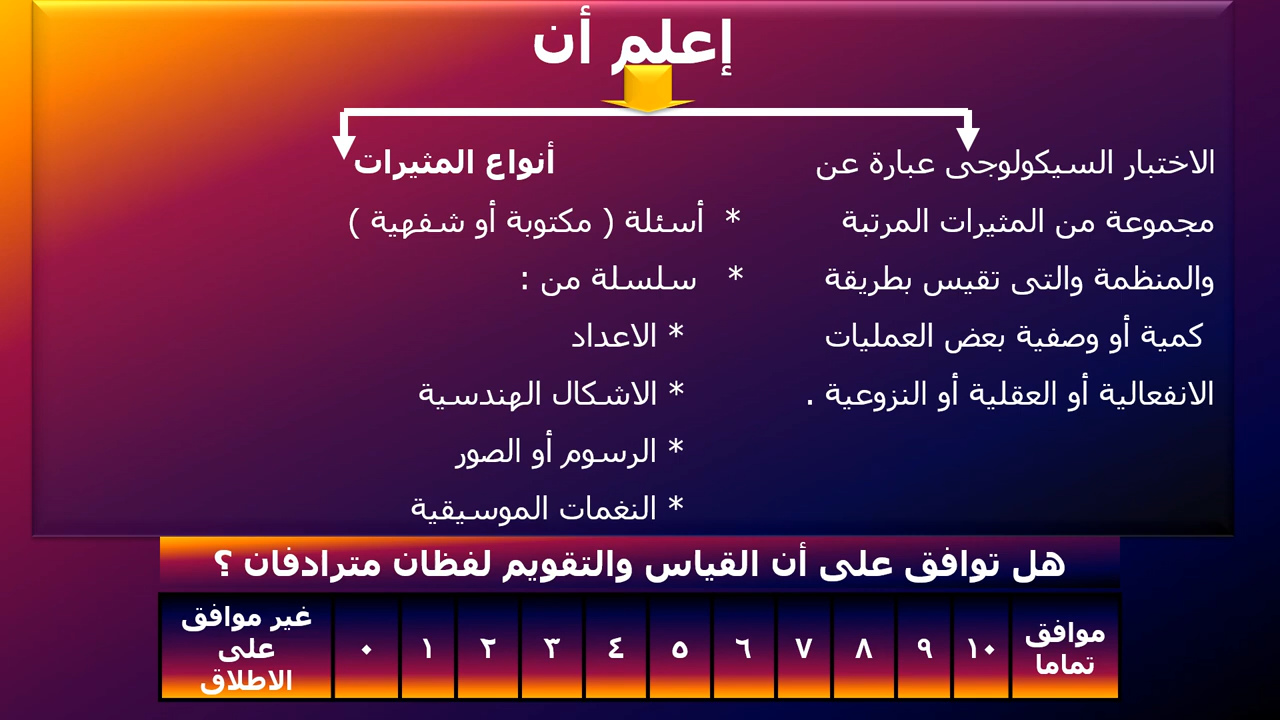 إعلم أن
الاختبار السيكولوجى عبارة عن
مجموعة من المثيرات المرتبة
والمنظمة والتى تقيس بطريقة
كمية أو وصفية بعض العمليات
الانفعالية أو العقلية أو النزوعية .
أنواع المثيرات
* أسئلة ( مكتوبة أو شفهية )
* سلسلة من :
* الاعداد
* الاشكال الهندسية
* الرسوم أو الصور
* النغمات الموسيقية
هل توافق على أن القياس والتقويم لفظان مترادفان ؟
موافق
تماما
١٠
٩
٨
٧
٦
٥
٤
٣
٢
١
٠
غير موافق
على
الاطلاق